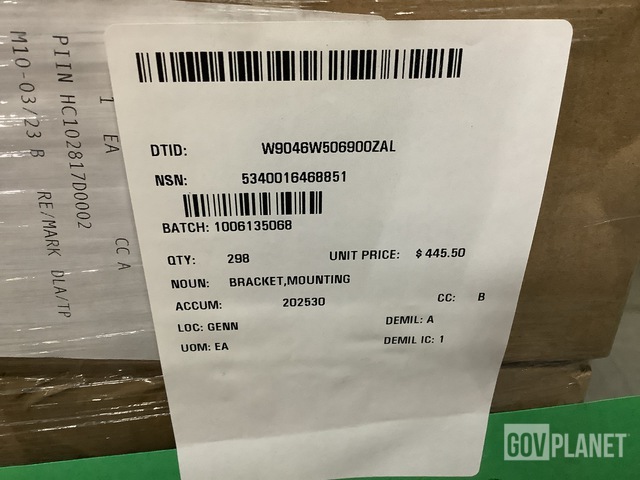 DTID: W9046W506900ZAL
NSN: 5340016468851
BATCH: 1006135068
QTY: 298 UNIT PRICE: $ 445.50
NOUN: BRACKET,MOUNTING
ACCUM: 202530 CC: B
LOC: GENN DEMIL: A
UOM: EA DEMIL IC: 1
1 EA CC A
PIIN HC102817D0002
M10-03/23 B RE/MARK DLA/TP
GOVPLANET